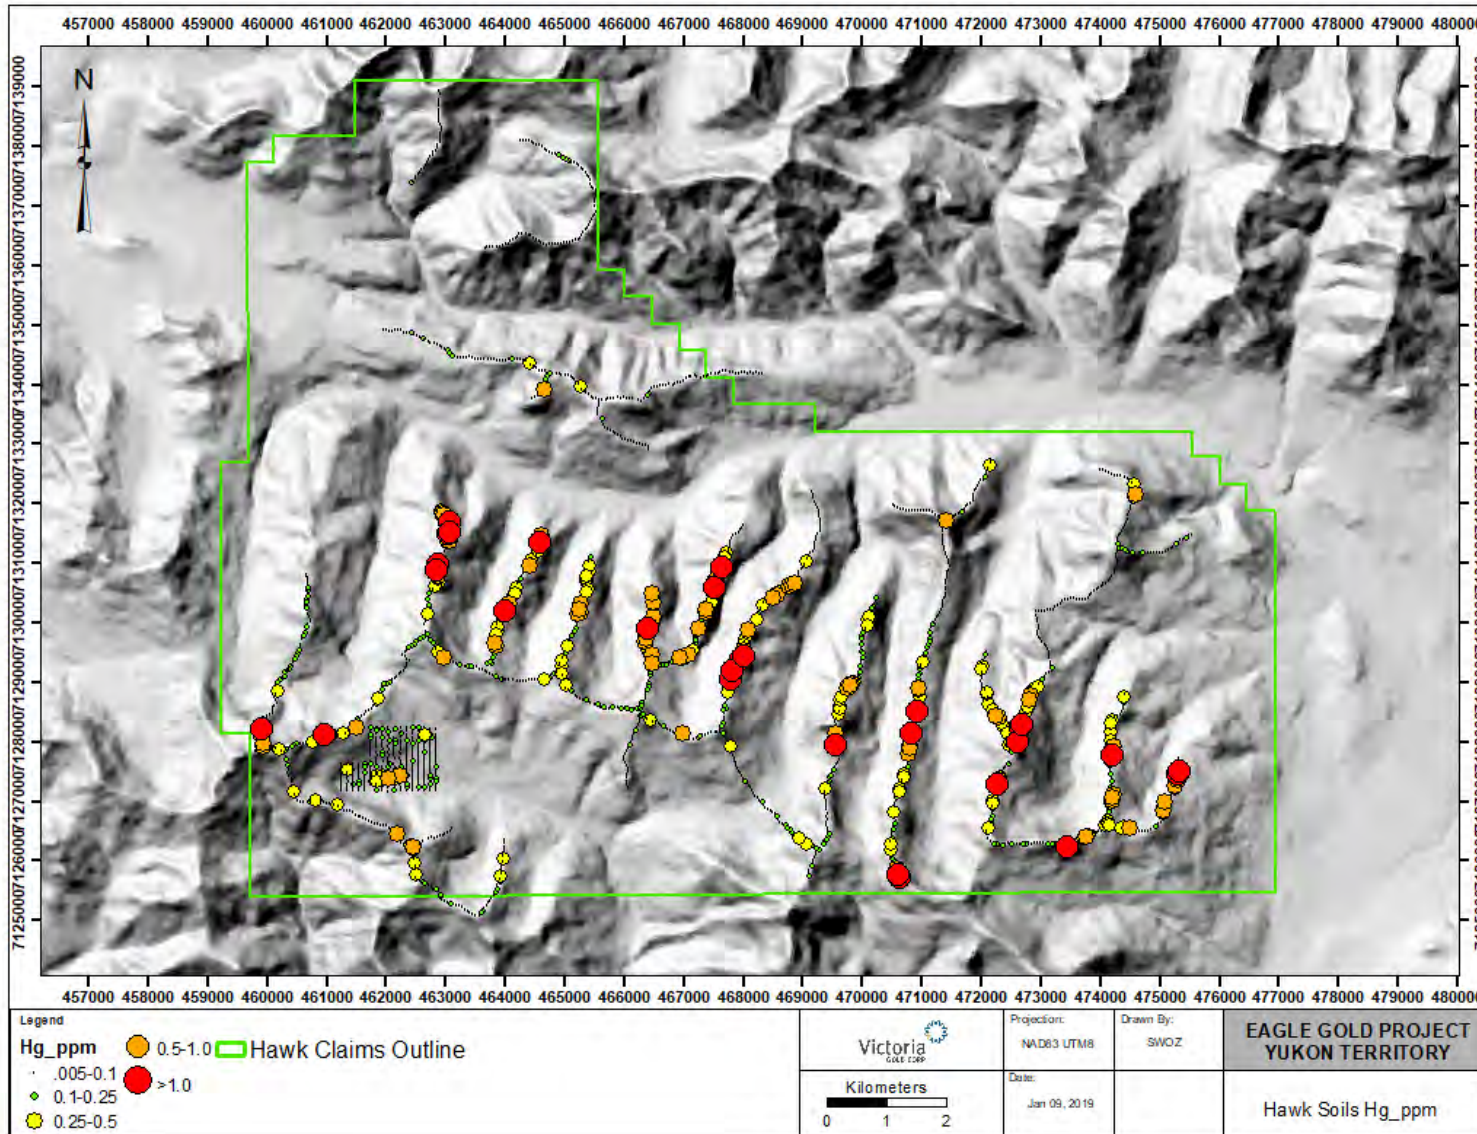 457000 458000 459000 460000 461000 462000 463000 464000 465000 466000 467000 468000 469000 470000 471000 472000 473000 474000 475000 476000 477000 478000 479000 48000
N
7139000
7138000
7137000
7136000
7135000
7134000
7133000
7132000
7131000
7130000
7129000
7128000
7127000
7126000
7125000
457000 458000 459000 460000 461000 462000 463000 464000 465000 466000 467000 468000 469000 470000 471000 472000 473000 474000 475000 476000 477000 478000 479000 48000
Legend
Hg_ppm
.005-0.1
0.1-0.25
0.25-0.5
0.5-1.0
>1.0
Hawk Claims Outline
Victoria
GOLD CORP
Kilometers
0 1 2
Projection:
NAD83 UTM8
Drawn By:
SWOZ
Date:
Jan 09, 2019
EAGLE GOLD PROJECT
YUKON TERRITORY
Hawk Soils Hg_ppm